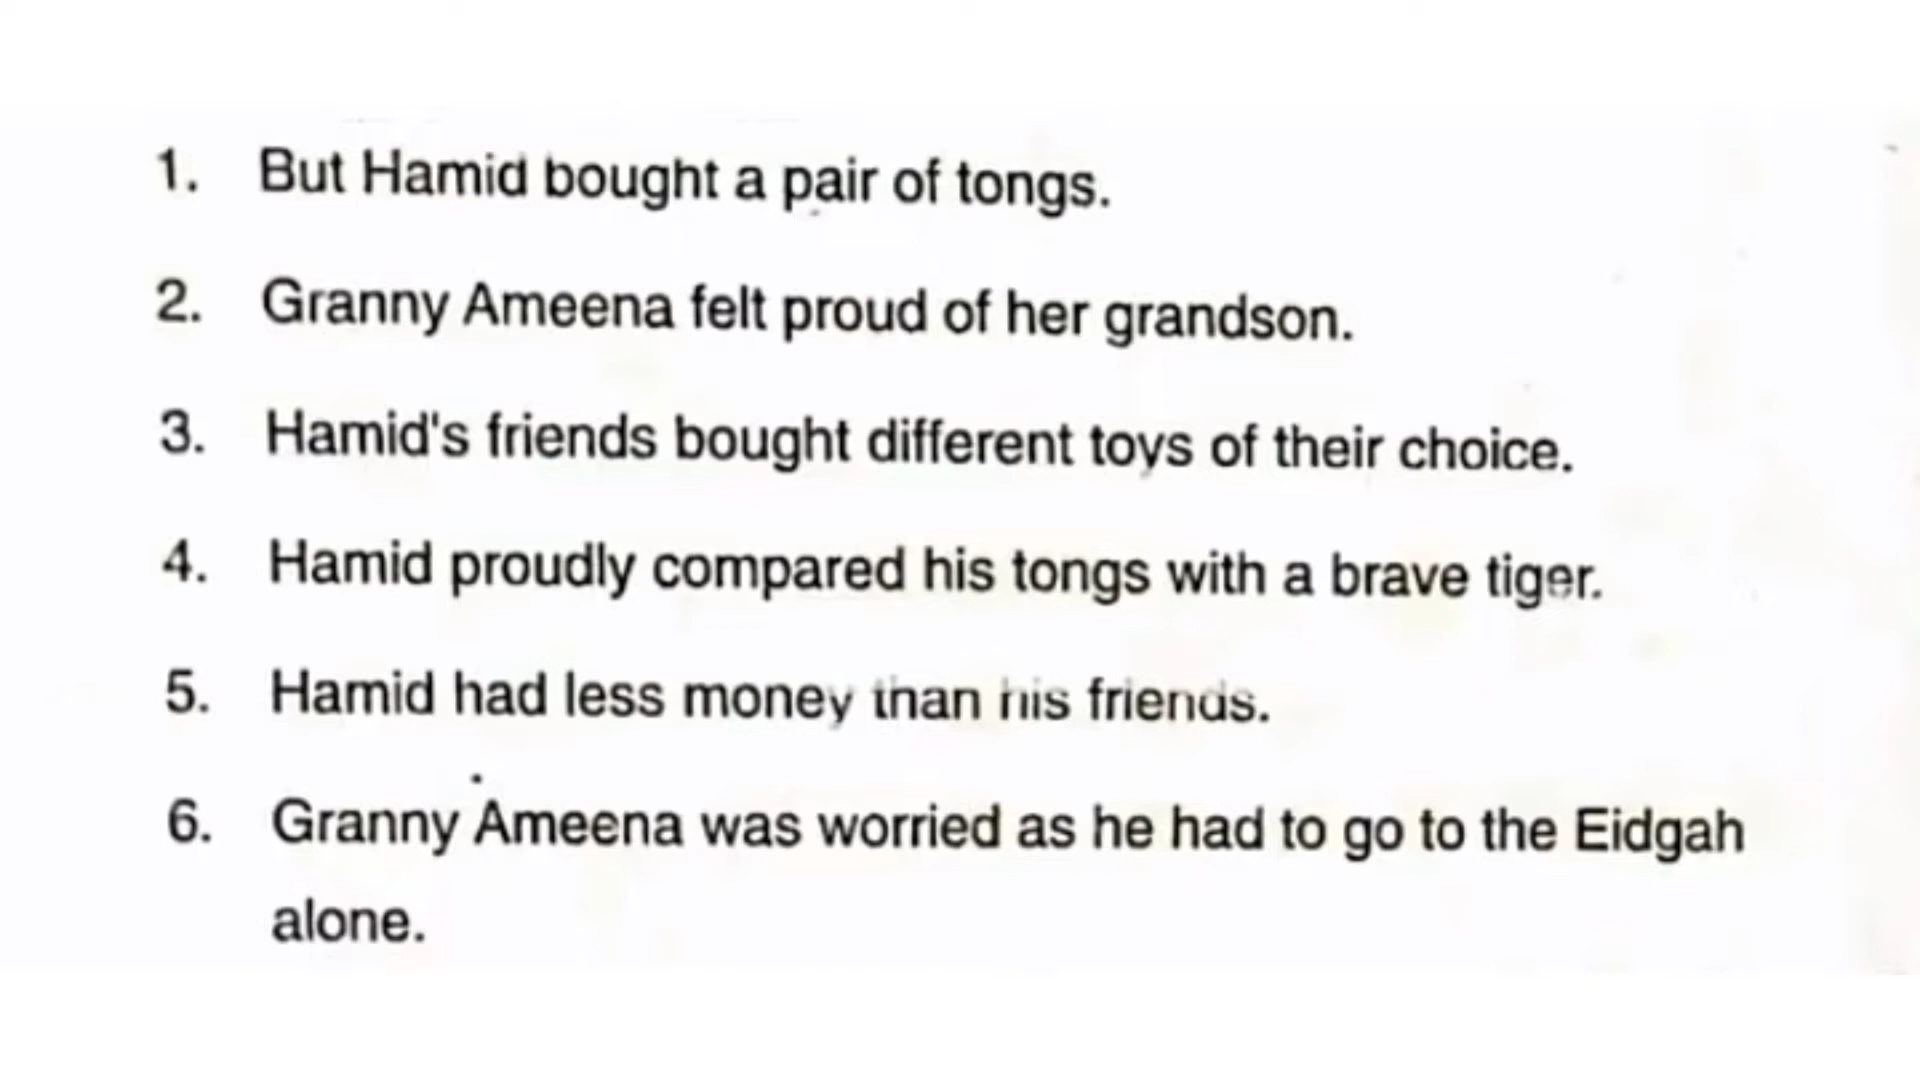 1. But Hamid bought a pair of tongs.
2. Granny Ameena felt proud of her grandson.
3. Hamid's friends bought different toys of their choice.
4. Hamid proudly compared his tongs with a brave tiger.
5. Hamid had less money than his friends.
6. Granny Ameena was worried as he had to go to the Eidgah
alone.